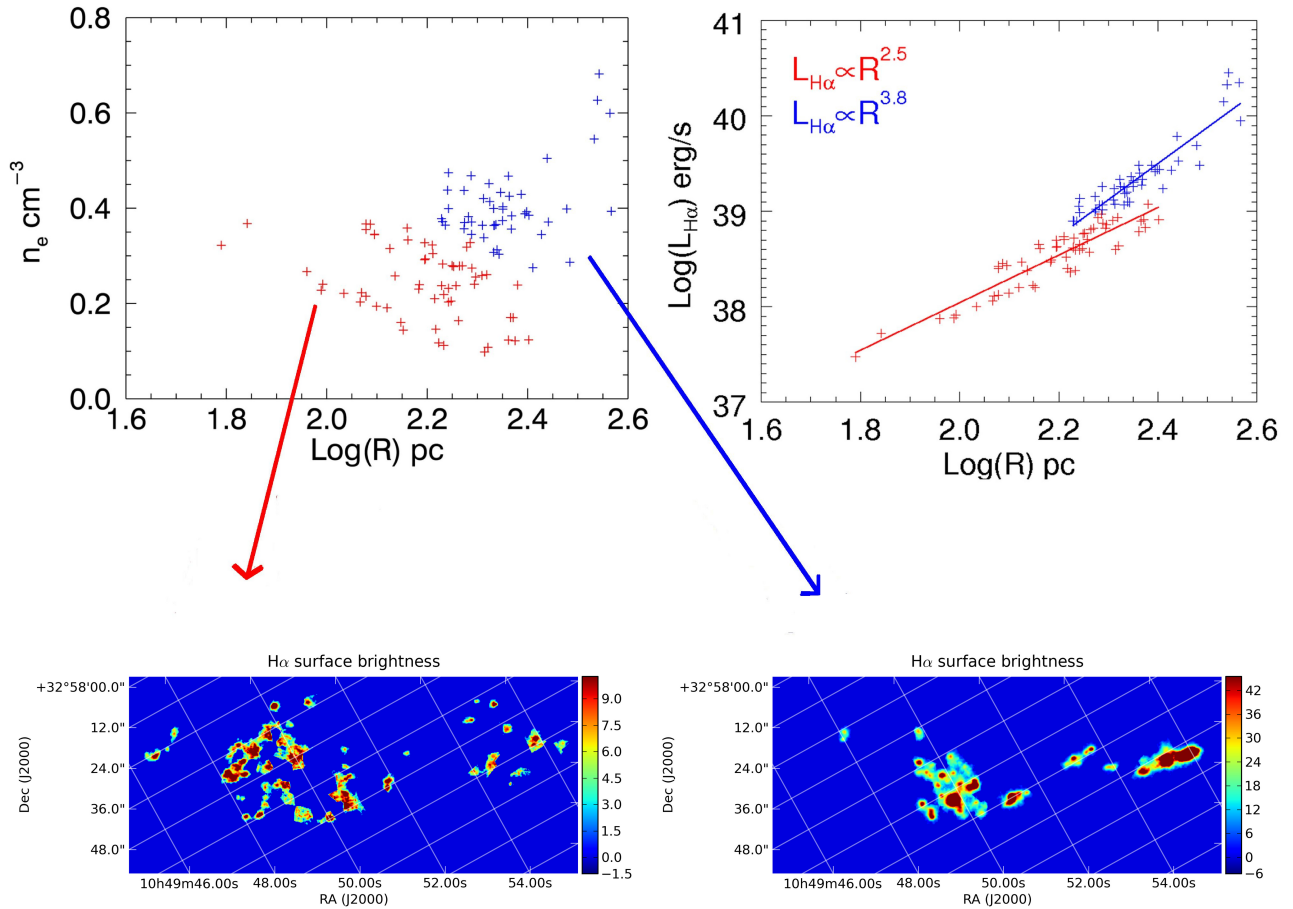 0.8
0.6
0.4
0.2
0.0
nₑ cm⁻³
1.6
1.8
2.0
2.2
2.4
2.6
Log(R) pc
41
40
39
38
37
Log(L_Hα) erg/s
L_Hα∝R^2.5
L_Hα∝R^3.8
1.6
1.8
2.0
2.2
2.4
2.6
Log(R) pc
Hα surface brightness
+32°58'00.0"
12.0"
24.0"
36.0"
48.0"
Dec (J2000)
10h49m46.00s
48.00s
50.00s
52.00s
54.00s
RA (J2000)
9.0
7.5
6.0
4.5
3.0
1.5
0.0
−1.5
Hα surface brightness
+32°58'00.0"
12.0"
24.0"
36.0"
48.0"
Dec (J2000)
10h49m46.00s
48.00s
50.00s
52.00s
54.00s
RA (J2000)
42
36
30
24
18
12
6
0
−6